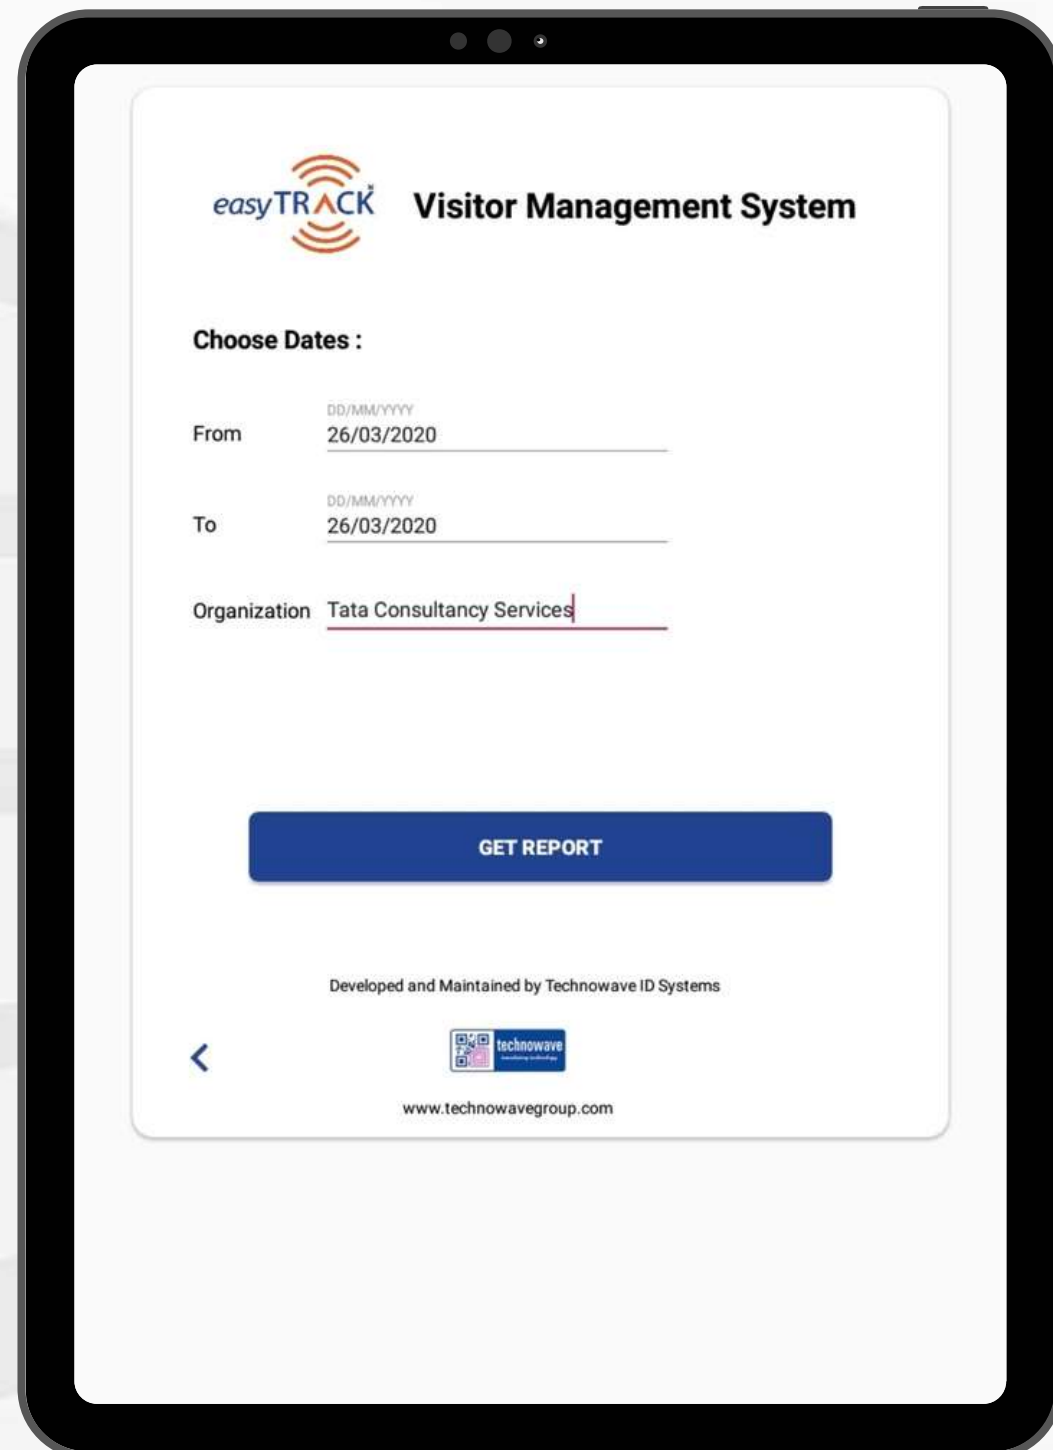 easyTRACK
Visitor Management System
Choose Dates :
DD/MM/YYYY
From 26/03/2020
DD/MM/YYYY
To 26/03/2020
Organization Tata Consultancy Services
GET REPORT
Developed and Maintained by Technowave ID Systems
technowave
www.technowavegroup.com